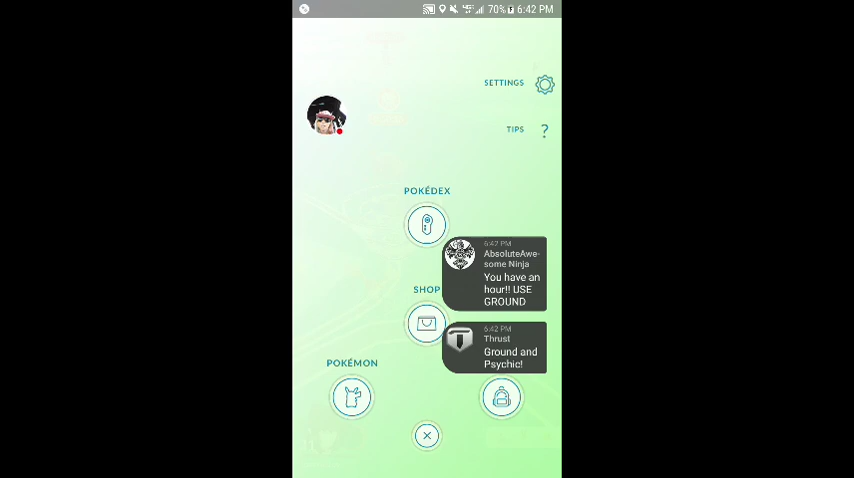 70% 6:42 PM
SETTINGS
TIPS ?
POKÉDEX
6:42 PM
AbsoluteAwe-
some Ninja
You have an
hour!! USE
GROUND
SHOP
6:42 PM
Thrust
Ground and
Psychic!
POKÉMON